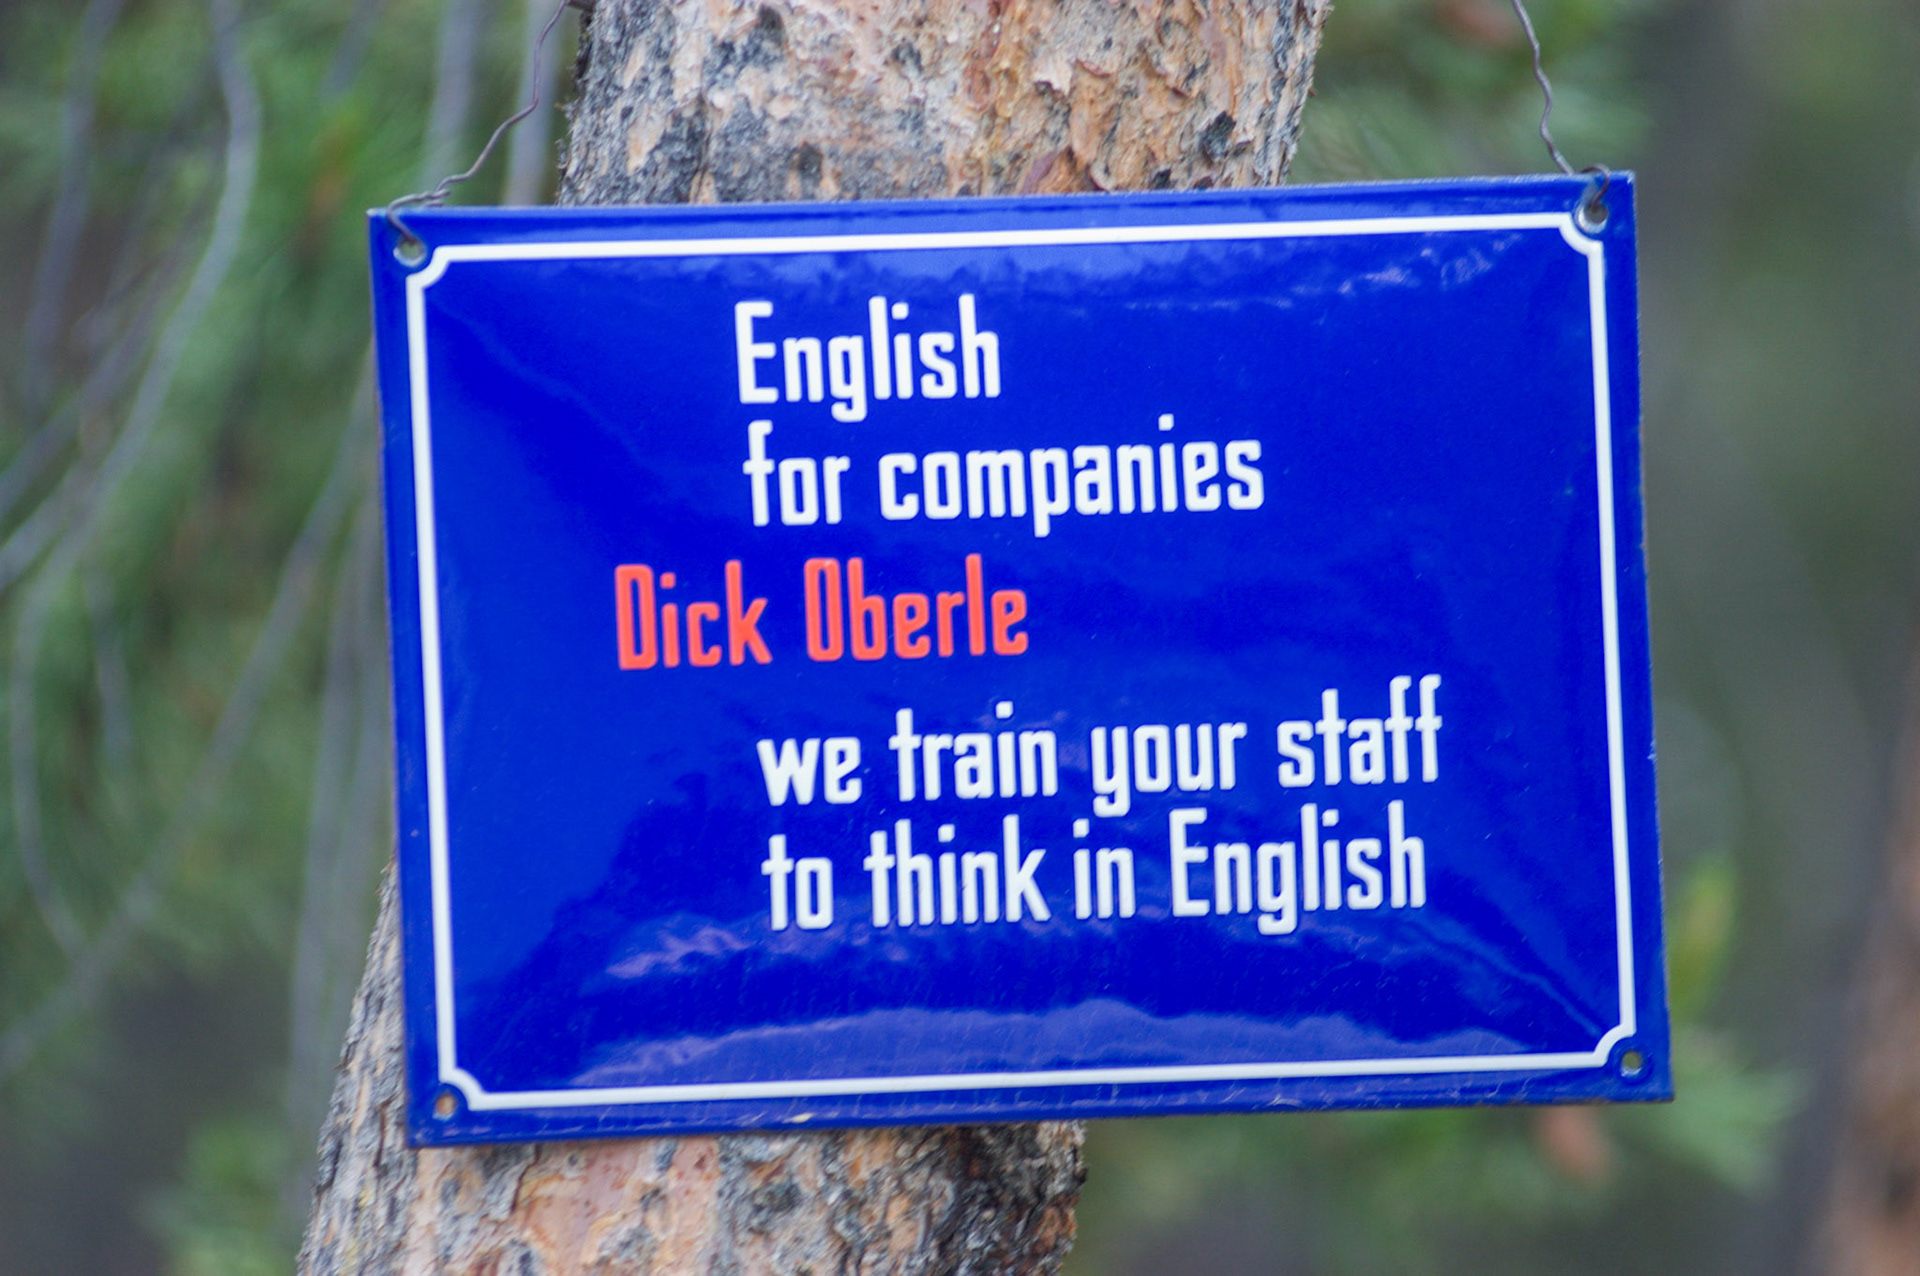 English
for companies
Dick Oberle
we train your staff
to think in English